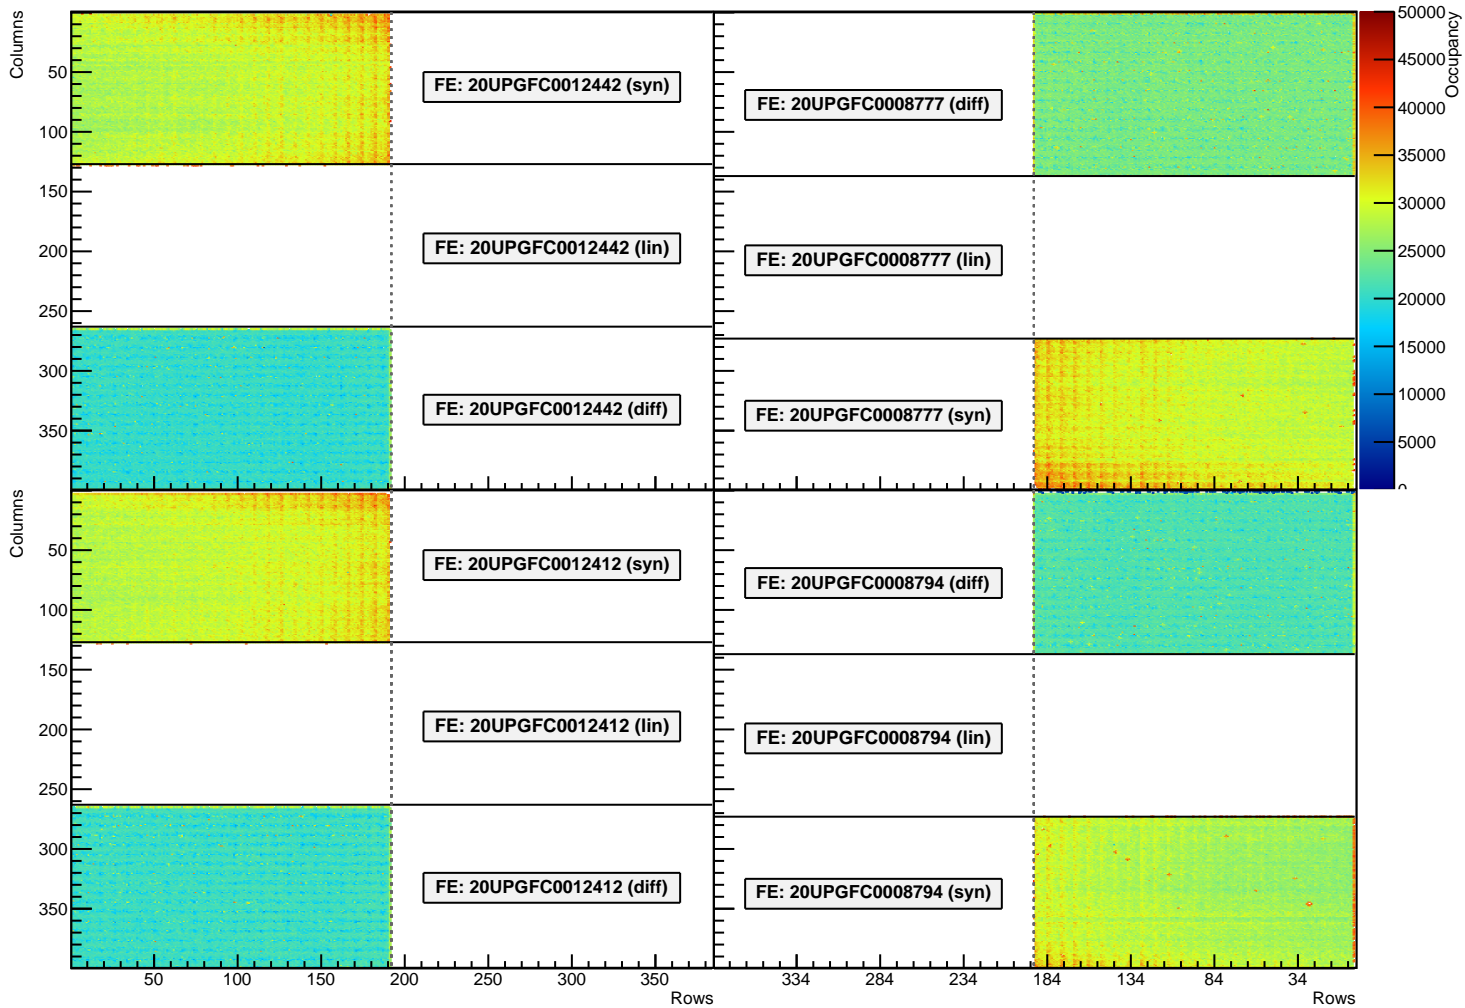 Columns
50
100
150
200
250
300
350
FE: 20UPGFC0012442 (syn)
FE: 20UPGFC0012442 (lin)
FE: 20UPGFC0012442 (diff)
FE: 20UPGFC0008777 (diff)
FE: 20UPGFC0008777 (lin)
FE: 20UPGFC0008777 (syn)
50000
45000
40000
35000
30000
25000
20000
15000
10000
5000
0
Occupancy
Columns
50
100
150
200
250
300
350
FE: 20UPGFC0012412 (syn)
FE: 20UPGFC0012412 (lin)
FE: 20UPGFC0012412 (diff)
FE: 20UPGFC0008794 (diff)
FE: 20UPGFC0008794 (lin)
FE: 20UPGFC0008794 (syn)
50 100 150 200 250 300 350
Rows
334 284 234 184 134 84 34
Rows